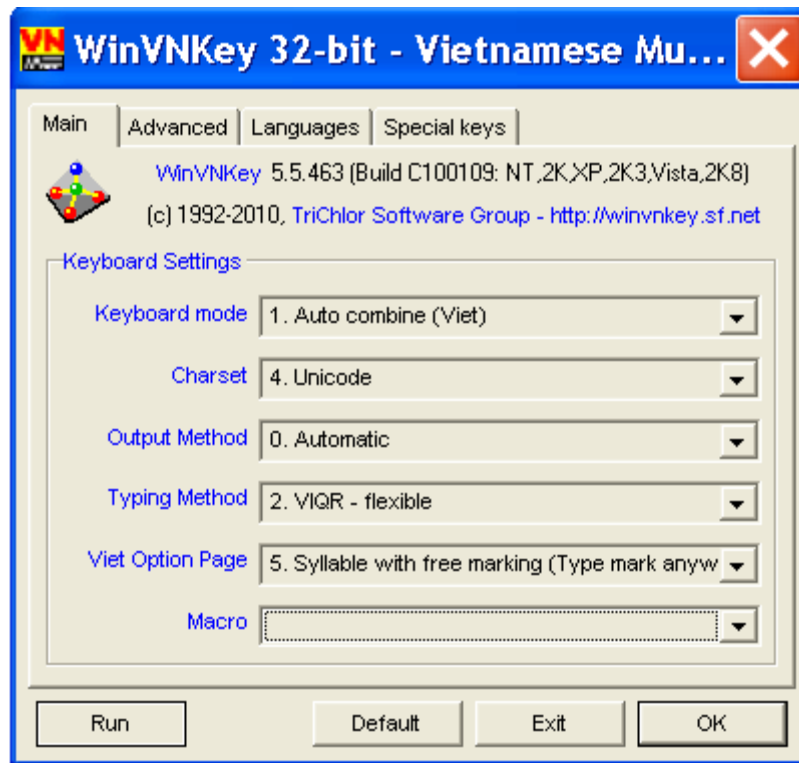 VN
WinVNKey 32-bit - Vietnamese Mu...
Main Advanced Languages Special keys
WinVNKey 5.5.463 (Build C100109: NT,2K,XP,2K3,Vista,2K8)
(c) 1992-2010, TriChlor Software Group - http://winvnkey.sf.net
Keyboard Settings
Keyboard mode 1. Auto combine (Viet)
Charset 4. Unicode
Output Method 0. Automatic
Typing Method 2. VIQR - flexible
Viet Option Page 5. Syllable with free marking (Type mark anyw
Macro
Run Default Exit OK